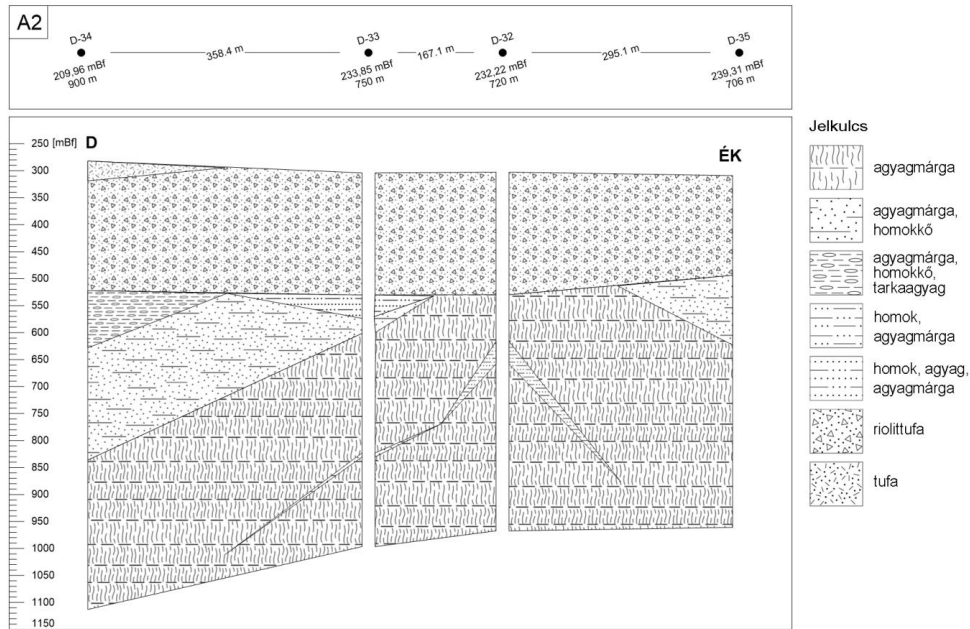 A2
D-34
358.4 m
D-33
167.1 m
D-32
295.1 m
D-35
209,96 mBf
900 m
233,85 mBf
750 m
232,22 mBf
720 m
239,31 mBf
706 m
250 [mBf] D
ÉK
300
350
400
450
500
550
600
650
700
750
800
850
900
950
1000
1050
1100
1150
Jelkulcs
agyagmárga
agyagmárga,
homokkő
agyagmárga,
homokkő,
tarkaagyag
homok,
agyagmárga
homok, agyag,
agyagmárga
riolittufa
tufa